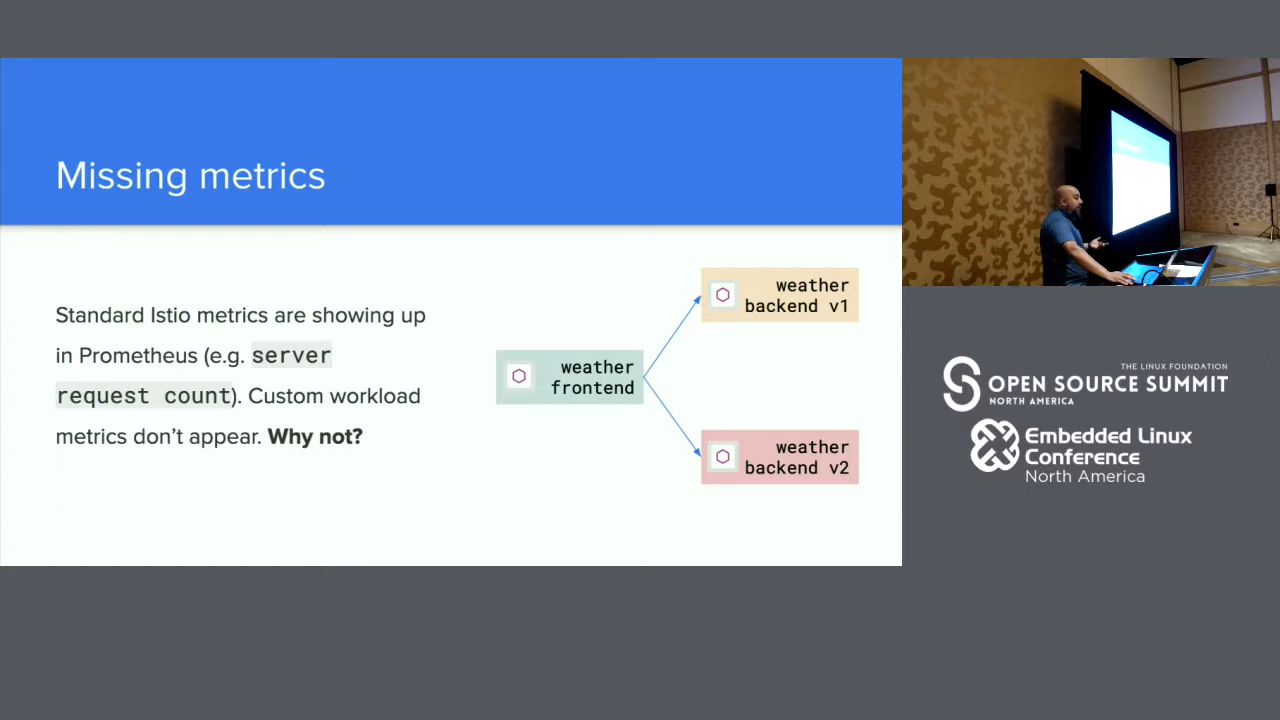 Missing metrics
Standard Istio metrics are showing up
in Prometheus (e.g. server
request count). Custom workload
metrics don’t appear. Why not?
weather
frontend
weather
backend v1
weather
backend v2
THE LINUX FOUNDATION
OPEN SOURCE SUMMIT
NORTH AMERICA
Embedded Linux
Conference
North America